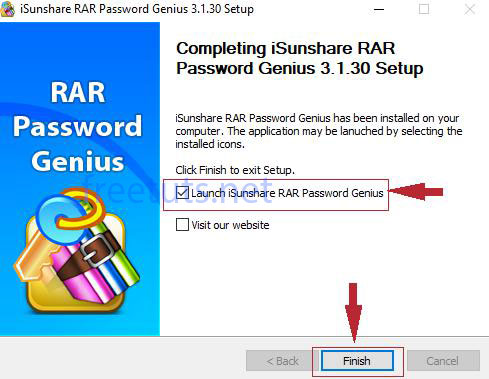 iSunshare RAR Password Genius 3.1.30 Setup
Completing iSunshare RAR
Password Genius 3.1.30 Setup
RAR
Password
Genius
iSunshare RAR Password Genius has been installed on your
computer. The application may be lanuched by selecting the
installed icons.
Click Finish to exit Setup.
freetuts.net
Launch iSunshare RAR Password Genius
Visit our website
< Back
Finish
Cancel